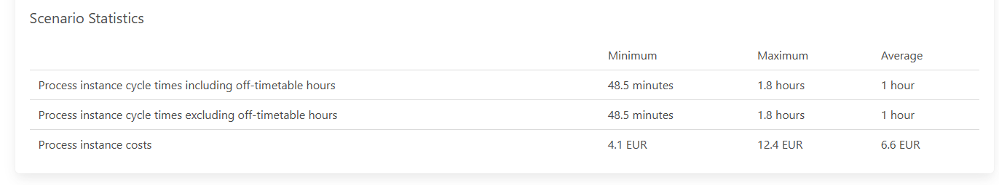 Scenario Statistics
Minimum Maximum Average
Process instance cycle times including off-timetable hours 48.5 minutes 1.8 hours 1 hour
Process instance cycle times excluding off-timetable hours 48.5 minutes 1.8 hours 1 hour
Process instance costs 4.1 EUR 12.4 EUR 6.6 EUR